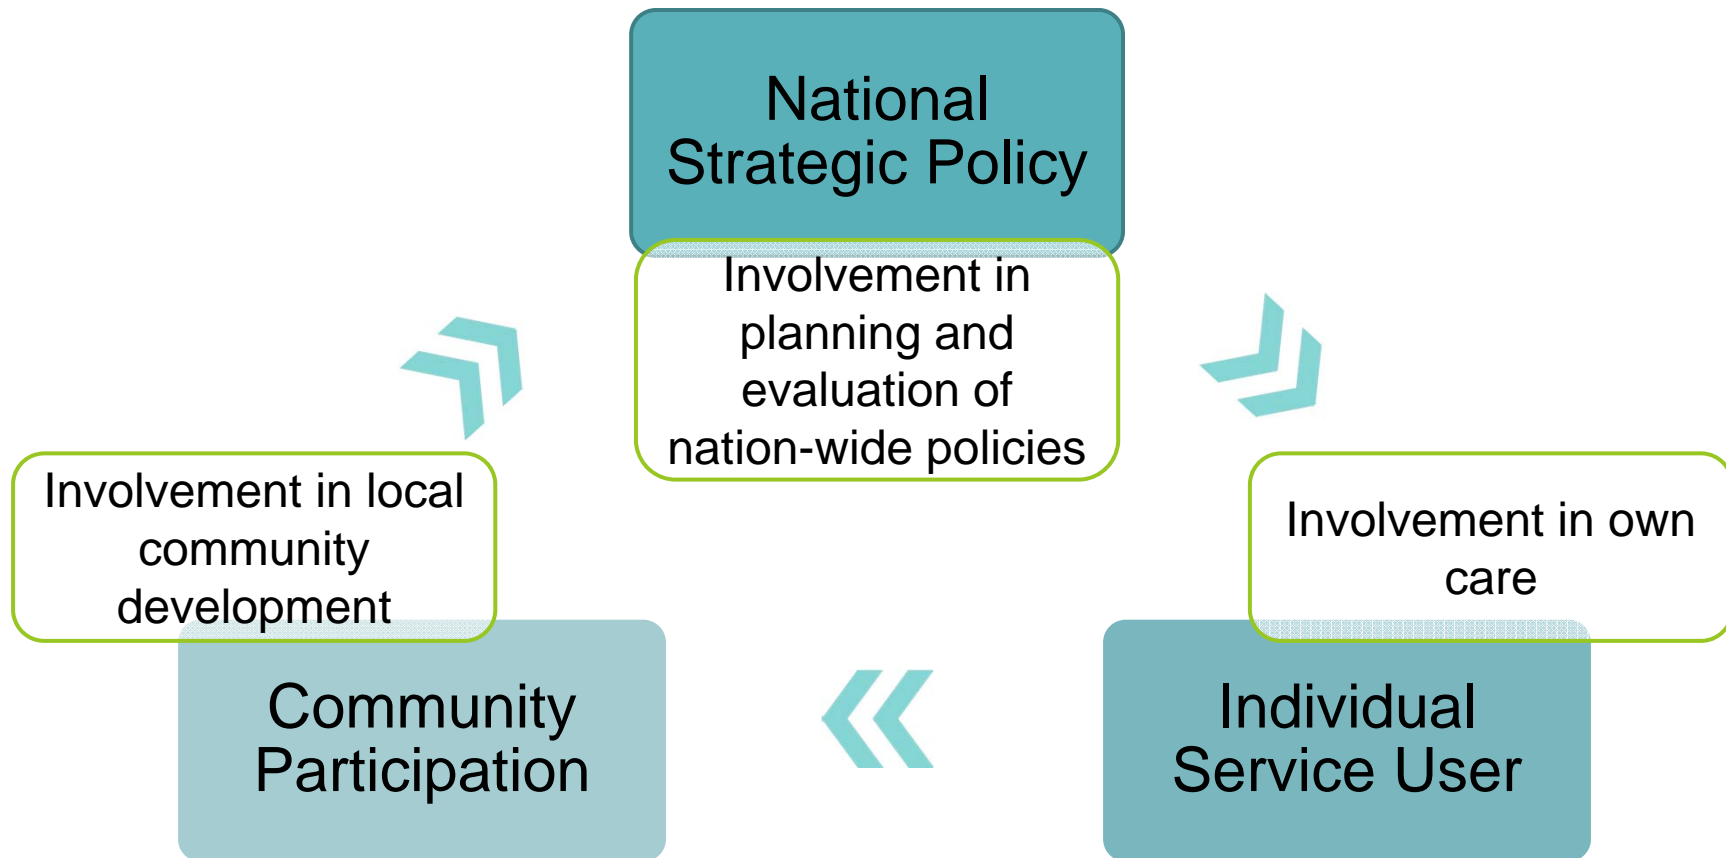 National
Strategic Policy
Involvement in
planning and
evaluation of
nation-wide policies
Involvement in local
community
development
Community
Participation
Involvement in own
care
Individual
Service User